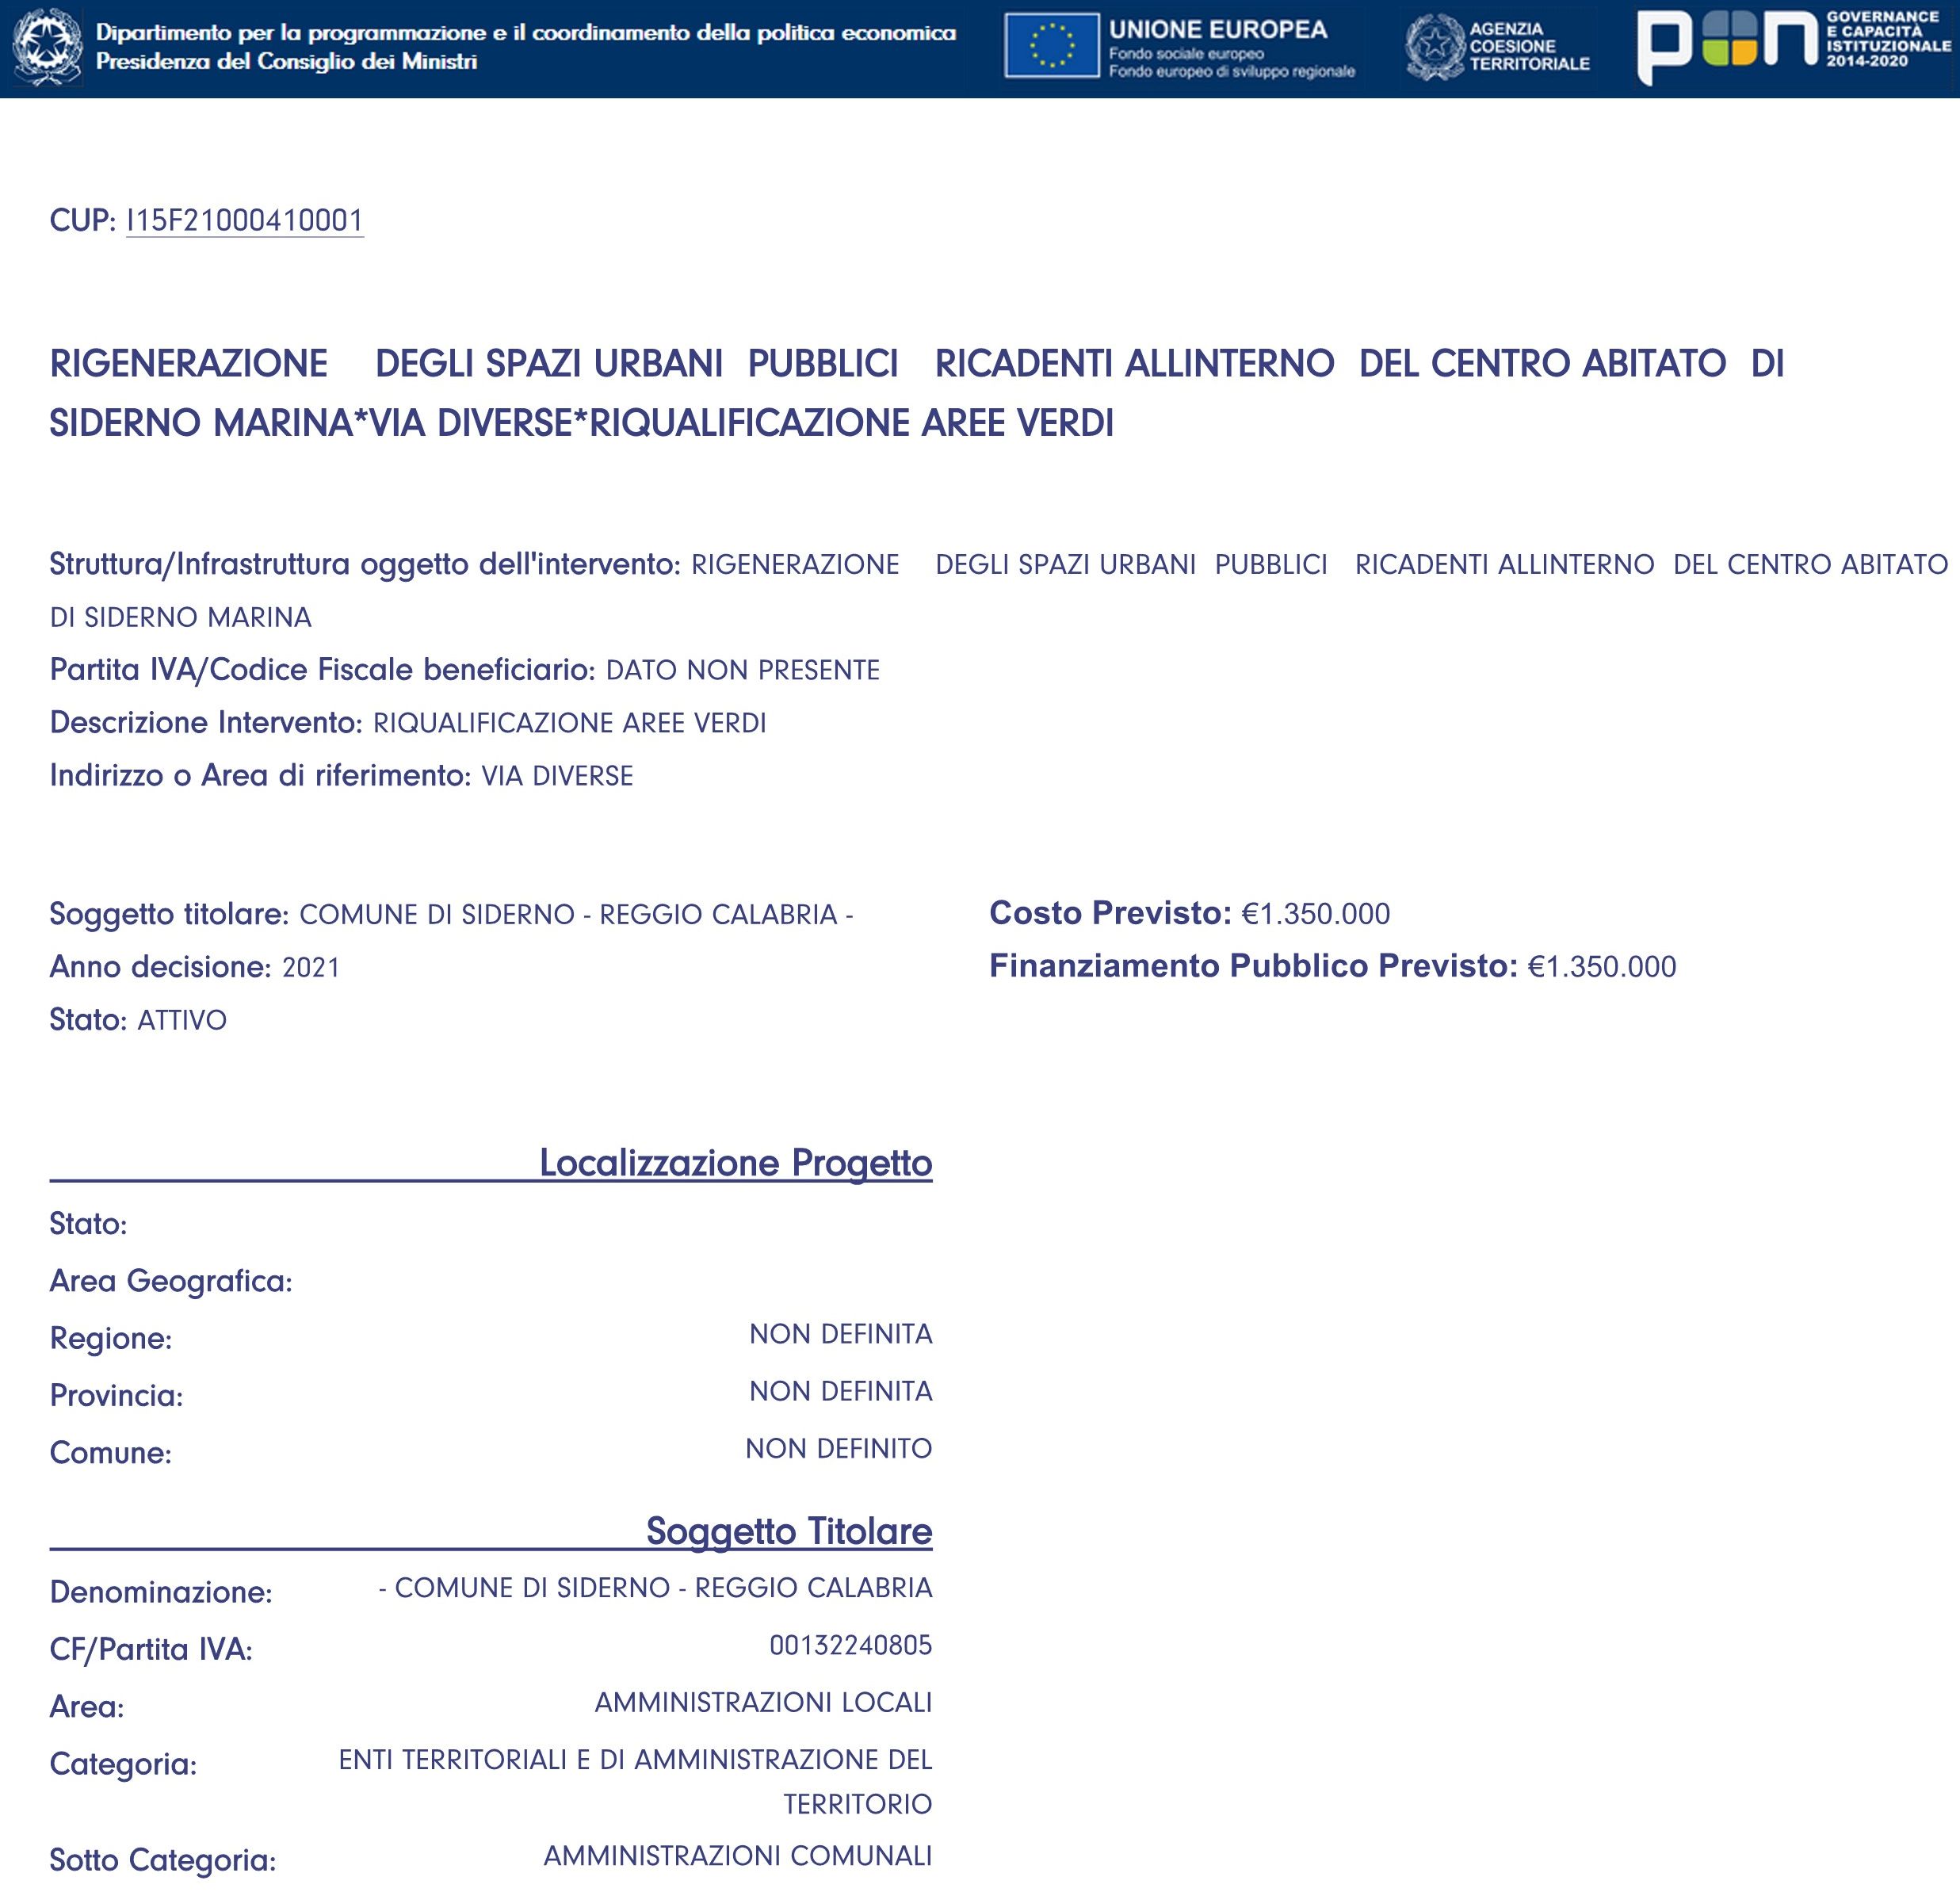 Dipartimento per la programmazione e il coordinamento della politica economica
Presidenza del Consiglio dei Ministri
UNIONE EUROPEA
Fondo sociale europeo
Fondo europeo di sviluppo regionale
AGENZIA
COESIONE
TERRITORIALE
pon
GOVERNANCE
E CAPACITÀ
ISTITUZIONALE
2014-2020
CUP: I15F21000410001
RIGENERAZIONE DEGLI SPAZI URBANI PUBBLICI RICADENTI ALLINTERNO DEL CENTRO ABITATO DI
SIDERNO MARINA*VIA DIVERSE*RIQUALIFICAZIONE AREE VERDI
Struttura/Infrastruttura oggetto dell'intervento: RIGENERAZIONE DEGLI SPAZI URBANI PUBBLICI RICADENTI ALLINTERNO DEL CENTRO ABITATO
DI SIDERNO MARINA
Partita IVA/Codice Fiscale beneficiario: DATO NON PRESENTE
Descrizione Intervento: RIQUALIFICAZIONE AREE VERDI
Indirizzo o Area di riferimento: VIA DIVERSE
Soggetto titolare: COMUNE DI SIDERNO - REGGIO CALABRIA -
Anno decisione: 2021
Stato: ATTIVO
Costo Previsto: €1.350.000
Finanziamento Pubblico Previsto: €1.350.000
Localizzazione Progetto
Stato:
Area Geografica:
Regione: NON DEFINITA
Provincia: NON DEFINITA
Comune: NON DEFINITO
Soggetto Titolare
Denominazione: - COMUNE DI SIDERNO - REGGIO CALABRIA
CF/Partita IVA: 00132240805
Area: AMMINISTRAZIONI LOCALI
Categoria: ENTI TERRITORIALI E DI AMMINISTRAZIONE DEL
TERRITORIO
Sotto Categoria: AMMINISTRAZIONI COMUNALI